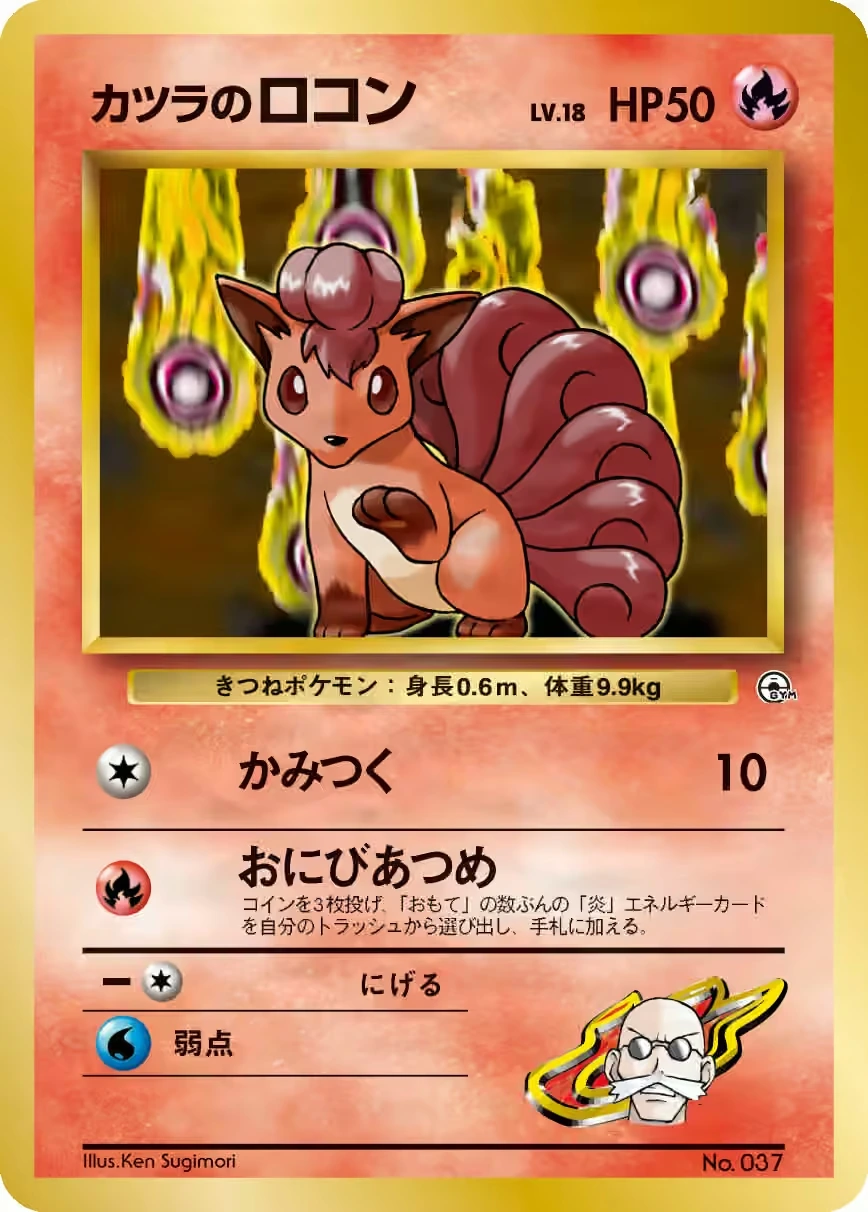 カツラのロコン LV.18 HP50
きつねポケモン：身長0.6m、体重9.9kg
GYM
かみつく 10
おにびあつめ
コインを3枚投げ、「おもて」の数ぶんの「炎」エネルギーカード
を自分のトラッシュから選び出し、手札に加える。
ー にげる
弱点
Illus.Ken Sugimori No. 037